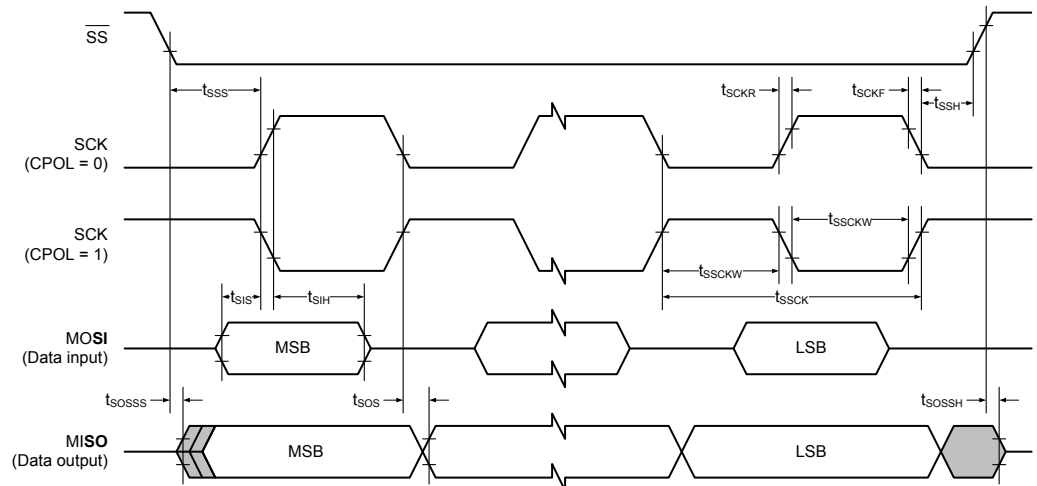 SS
tSSS
tSCKR
tSCKF
tSSH
SCK
(CPOL = 0)
SCK
(CPOL = 1)
tSSCKW
tSSCKW
tSSCK
tSIS
tSIH
MOSI
(Data input)
MSB
LSB
tSOSSS
tSOS
tSOSSH
MISO
(Data output)
MSB
LSB